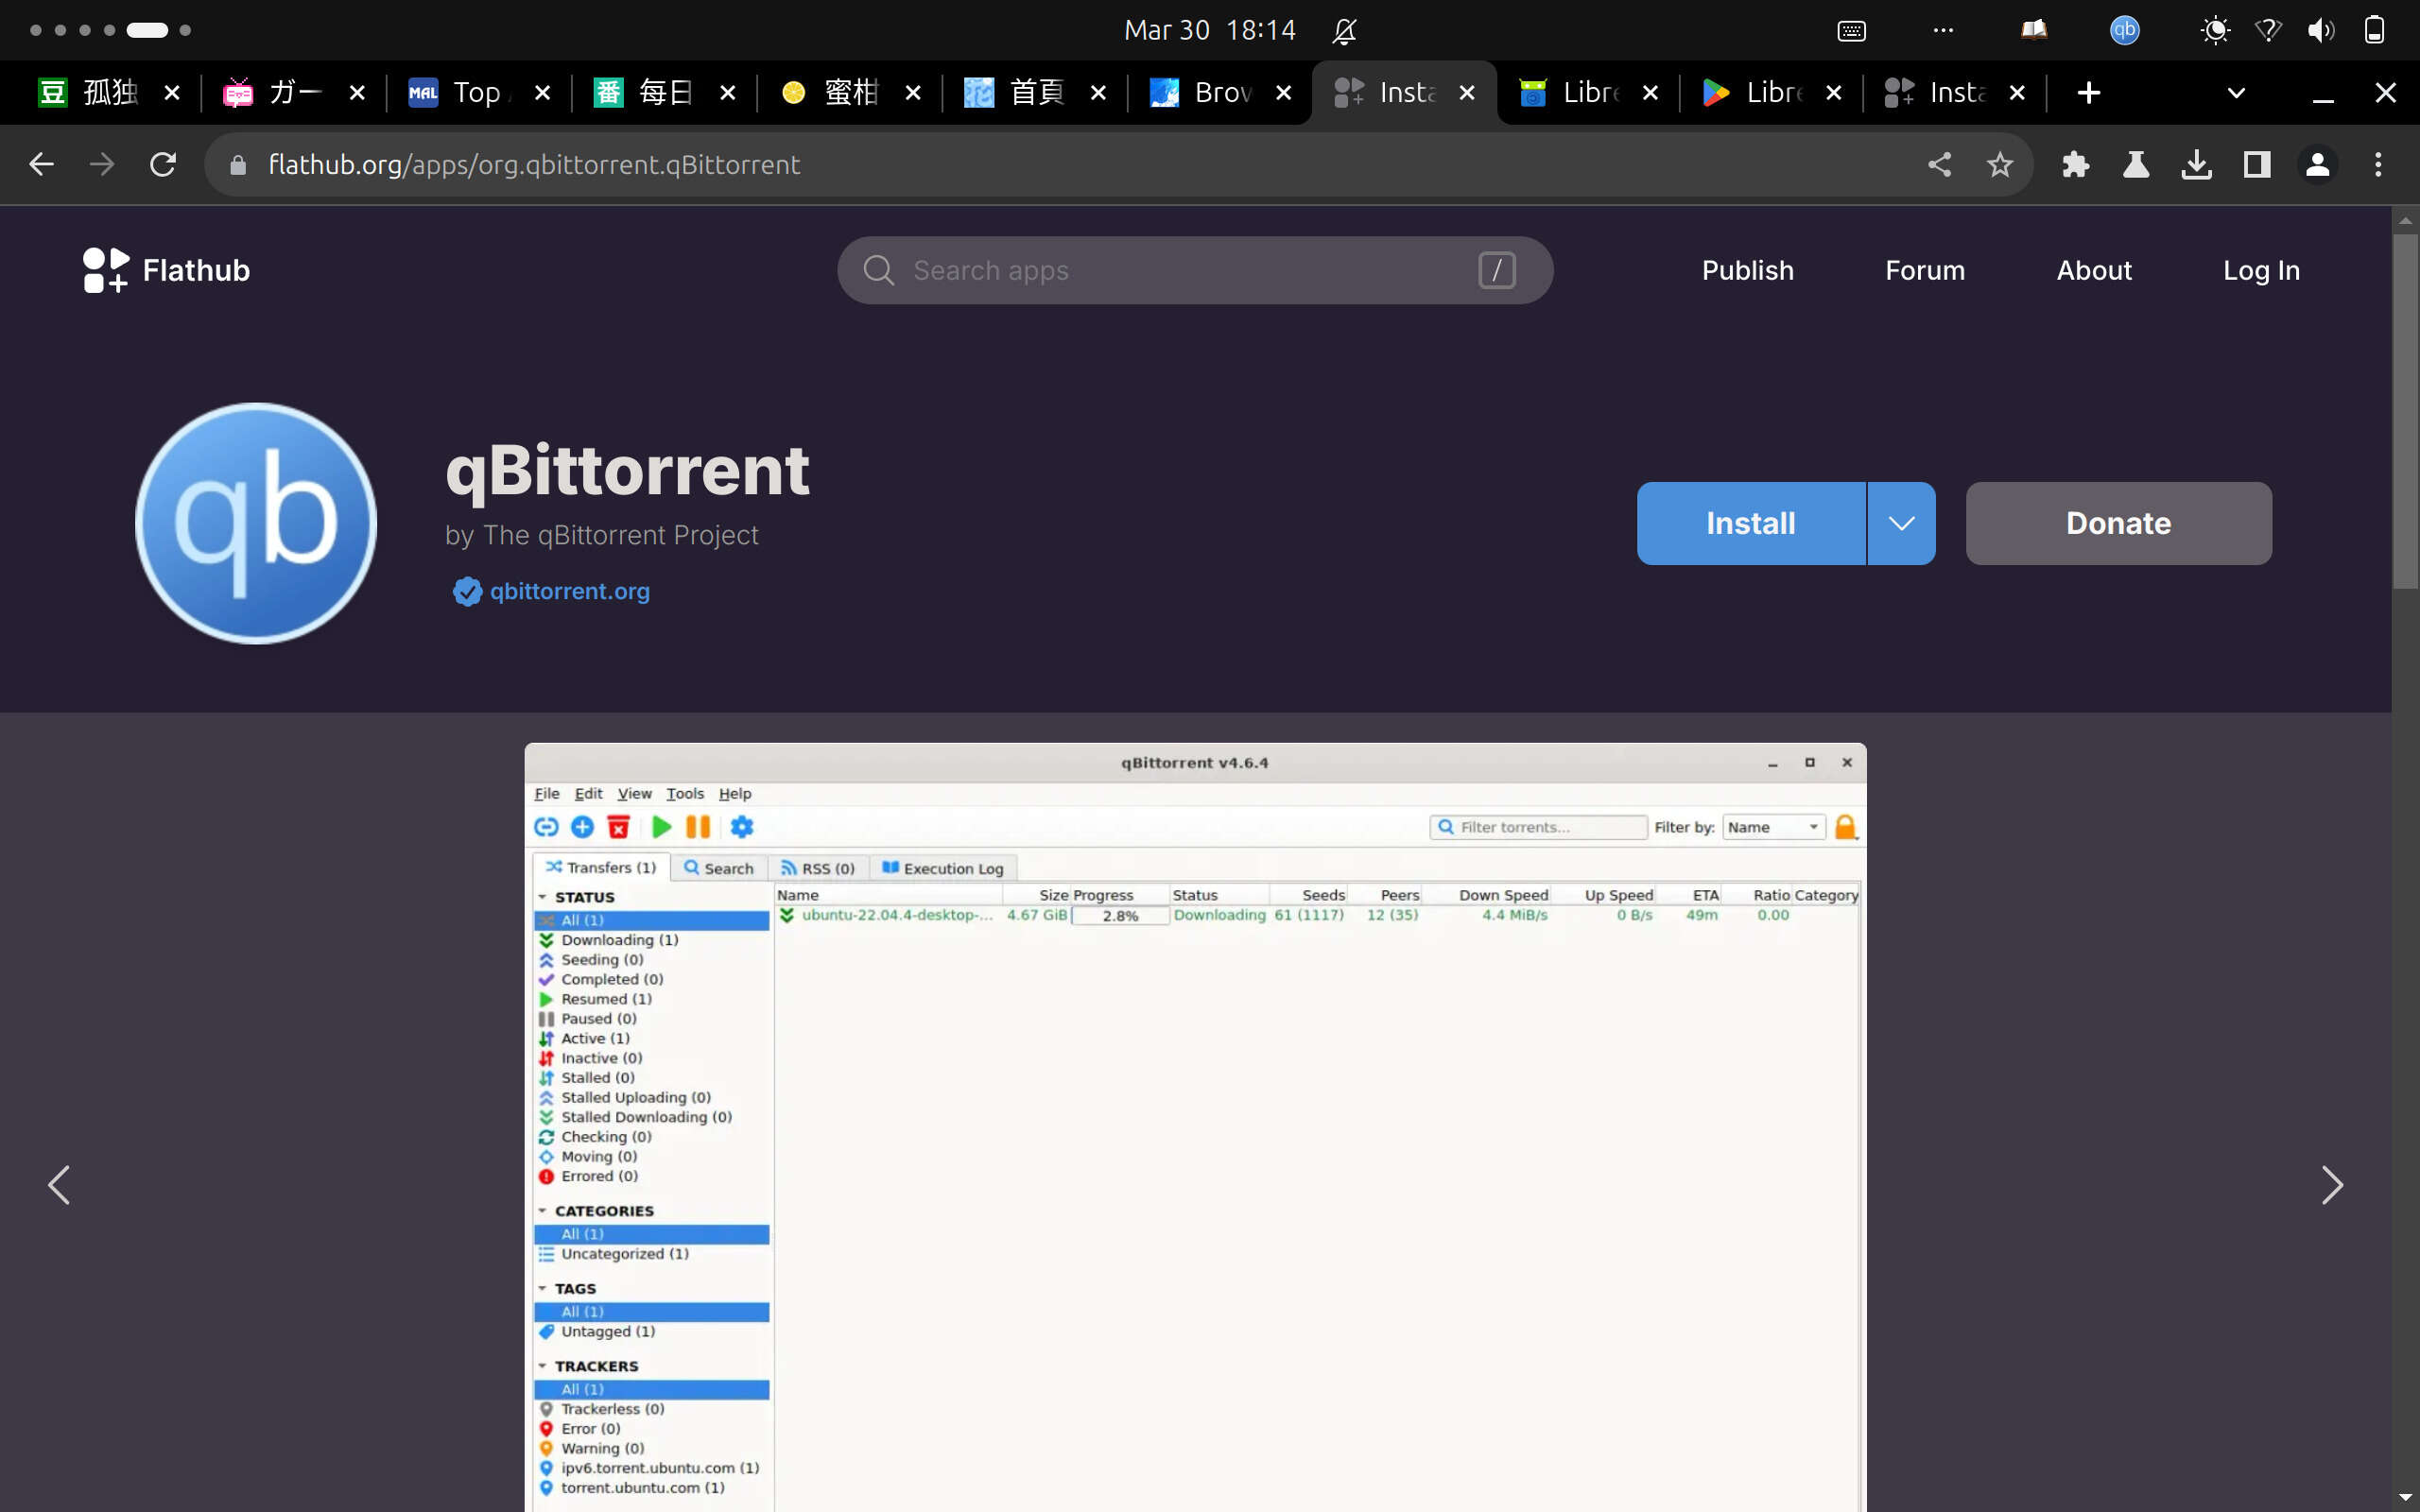 Mar 30 18:14
qb
豆 孤独
ガー
MAL Top
番 每日
蜜柑
首頁
Brow
Insta
Libre
Libre
Insta
flathub.org/apps/org.qbittorrent.qBittorrent
Flathub
Search apps /
Publish Forum About Log In
qb
qBittorrent
by The qBittorrent Project
qbittorrent.org
Install
Donate
qBittorrent v4.6.4
File Edit View Tools Help
Filter torrents... Filter by: Name
Transfers (1) Search RSS (0) Execution Log
Name Size Progress Status Seeds Peers Down Speed Up Speed ETA Ratio Category
ubuntu-22.04.4-desktop-... 4.67 GiB 2.8% Downloading 61 (1117) 12 (35) 4.4 MiB/s 0 B/s 49m 0.00
STATUS
All (1)
Downloading (1)
Seeding (0)
Completed (0)
Resumed (1)
Paused (0)
Active (1)
Inactive (0)
Stalled (0)
Stalled Uploading (0)
Stalled Downloading (0)
Checking (0)
Moving (0)
Errored (0)
CATEGORIES
All (1)
Uncategorized (1)
TAGS
All (1)
Untagged (1)
TRACKERS
All (1)
Trackerless (0)
Error (0)
Warning (0)
ipv6.torrent.ubuntu.com (1)
torrent.ubuntu.com (1)